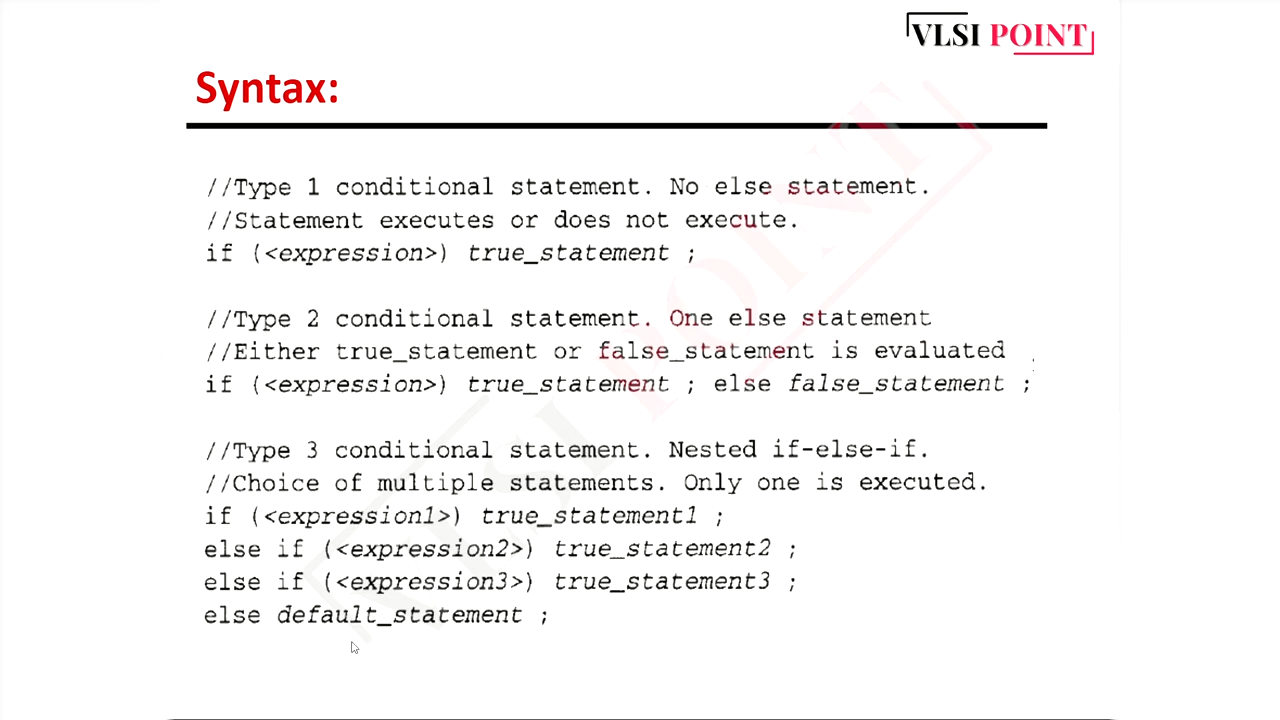 VLSI POINT
Syntax:
//Type 1 conditional statement. No else statement.
//Statement executes or does not execute.
if (<expression>) true_statement ;
//Type 2 conditional statement. One else statement
//Either true_statement or false_statement is evaluated
if (<expression>) true_statement ; else false_statement ;
//Type 3 conditional statement. Nested if-else-if.
//Choice of multiple statements. Only one is executed.
if (<expression1>) true_statement1 ;
else if (<expression2>) true_statement2 ;
else if (<expression3>) true_statement3 ;
else default_statement ;
VLSI POINT